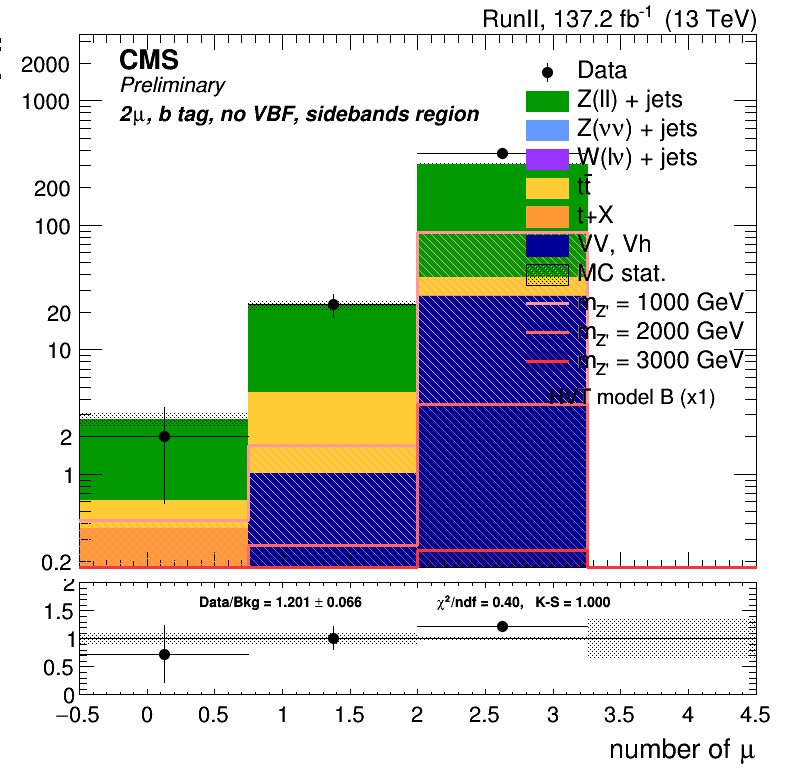 RunII, 137.2 fb⁻¹ (13 TeV)
CMS
Preliminary
2μ, b tag, no VBF, sidebands region
Data
Z(ll) + jets
Z(νν) + jets
W(lν) + jets
tt̄
t+X
VV, Vh
MC stat.
m_Z' = 1000 GeV
m_Z' = 2000 GeV
m_Z' = 3000 GeV
HVT model B (x1)
2000
1000
200
100
20
10
2
1
0.2
Data/Bkg = 1.201 ± 0.066
χ²/ndf = 0.40, K-S = 1.000
2
1.5
1
0.5
0
−0.5 0 0.5 1 1.5 2 2.5 3 3.5 4 4.5
number of μ